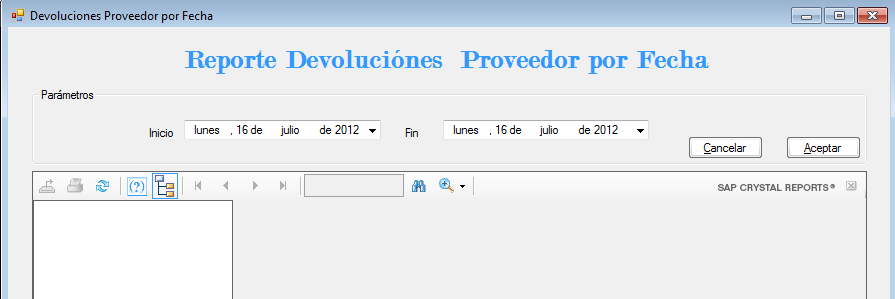 Devoluciones Proveedor por Fecha
Reporte Devoluciónes Proveedor por Fecha
Parámetros
Inicio lunes , 16 de julio de 2012 Fin lunes , 16 de julio de 2012
Cancelar Aceptar
(?) SAP CRYSTAL REPORTS®